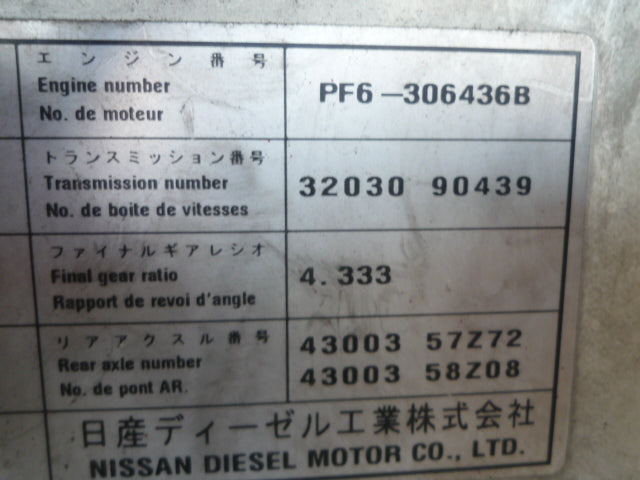 エンジン番号
Engine number
No. de moteur
PF6-306436B
トランスミッション番号
Transmission number
No. de boite de vitesses
32030 90439
ファイナルギアレシオ
Final gear ratio
Rapport de revoi d'angle
4.333
リアアクスル番号
Rear axle number
No. de pont AR.
43003 57Z72
43003 58Z08
日産ディーゼル工業株式会社
NISSAN DIESEL MOTOR CO., LTD.